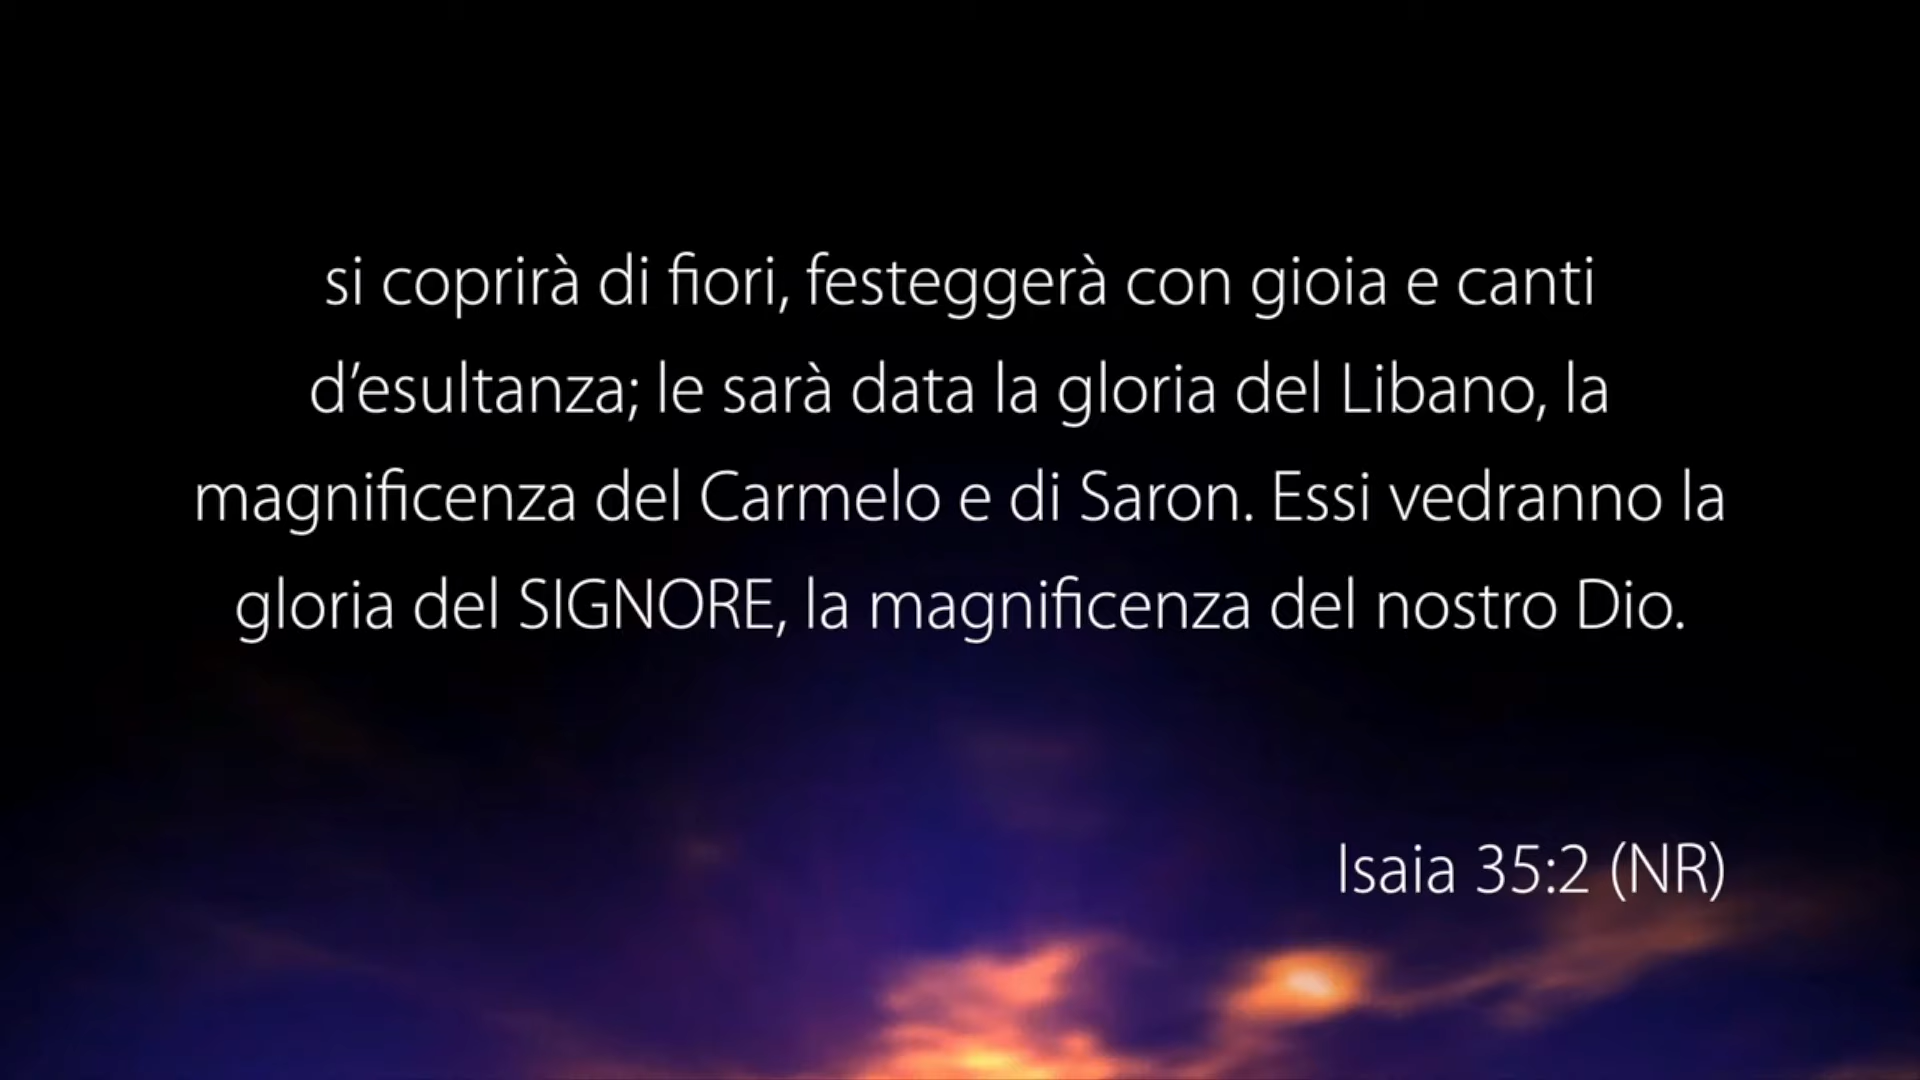 si coprirà di fiori, festeggerà con gioia e canti
d’esultanza; le sarà data la gloria del Libano, la
magnificenza del Carmelo e di Saron. Essi vedranno la
gloria del SIGNORE, la magnificenza del nostro Dio.
Isaia 35:2 (NR)